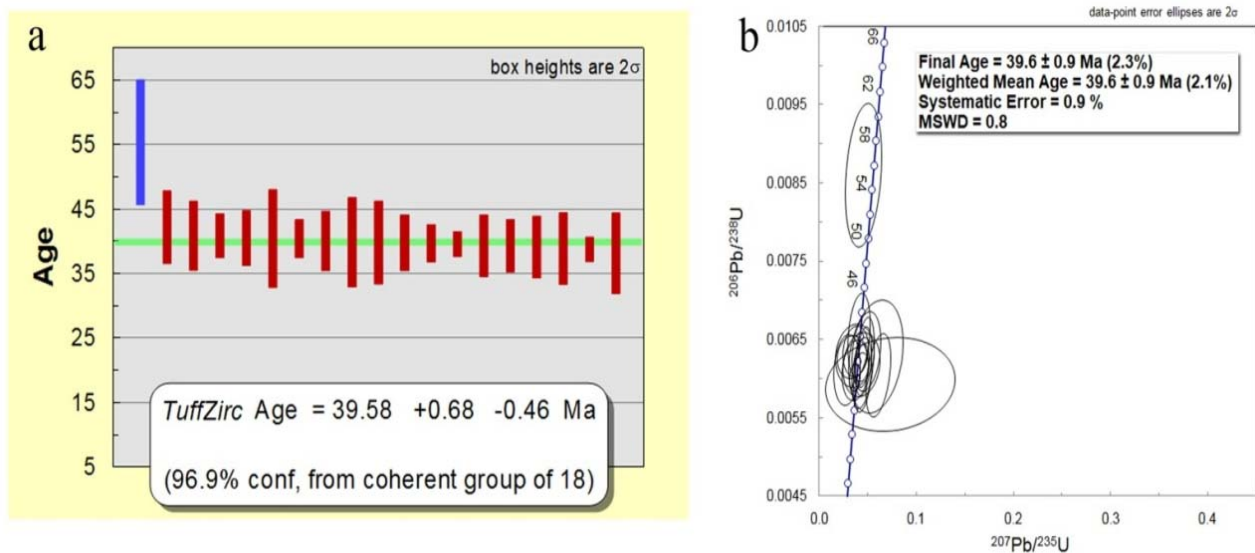 a
box heights are 2σ
Age
65
55
45
35
25
15
5
TuffZirc Age = 39.58 +0.68 -0.46 Ma
(96.9% conf, from coherent group of 18)
b
data-point error ellipses are 2σ
Final Age = 39.6 ± 0.9 Ma (2.3%)
Weighted Mean Age = 39.6 ± 0.9 Ma (2.1%)
Systematic Error = 0.9 %
MSWD = 0.8
206Pb/238U
0.0105
0.0095
0.0085
0.0075
0.0065
0.0055
0.0045
66
62
58
54
50
46
0.0 0.1 0.2 0.3 0.4
207Pb/235U